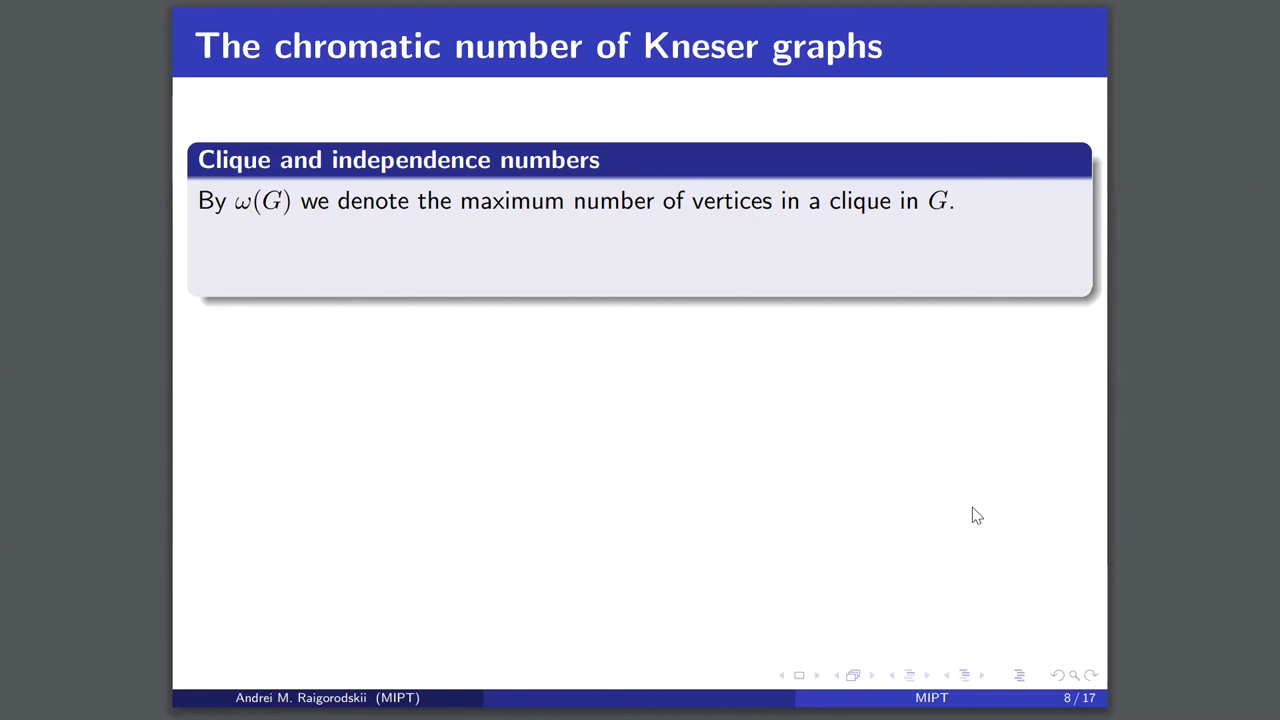 The chromatic number of Kneser graphs
Clique and independence numbers
By ω(G) we denote the maximum number of vertices in a clique in G.
Andrei M. Raigorodskii (MIPT)
MIPT
8 / 17